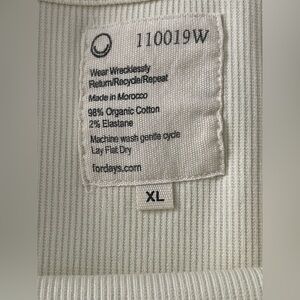 110019W
Wear Wrecklessly
Return/Recycle/Repeat
Made in Morocco
98% Organic Cotton
2% Elastane
Machine wash gentle cycle
Lay Flat Dry
fordays.com
XL